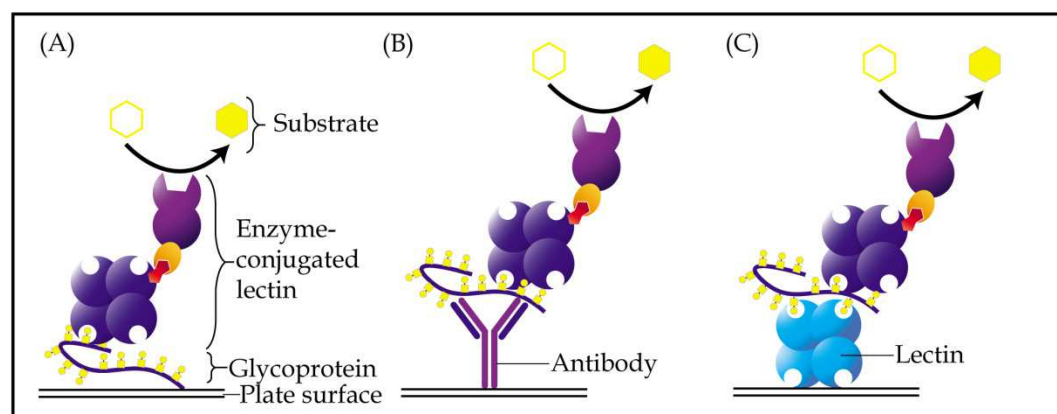 (A)
(B)
(C)
Substrate
Enzyme-
conjugated
lectin
Glycoprotein
Plate surface
Antibody
Lectin